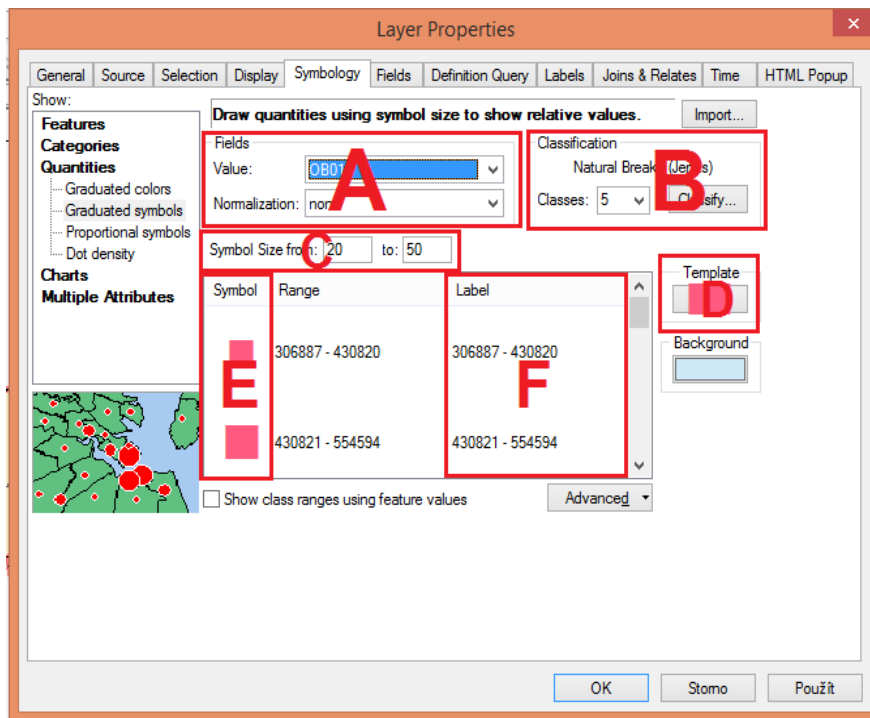 Layer Properties
×
General Source Selection Display Symbology Fields Definition Query Labels Joins & Relates Time HTML Popup
Show:
Features
Categories
Quantities
Graduated colors
Graduated symbols
Proportional symbols
Dot density
Charts
Multiple Attributes
Draw quantities using symbol size to show relative values.
Import...
Fields
Value:
A
Normalization:
Classification
Natural Breaks (Jenks)
B
Classes: 5 Classify...
Symbol Size from: 20 to: 50
C
Symbol Range Label
306887 - 430820 306887 - 430820
E F
430821 - 554594 430821 - 554594
Template
D
Background
Show class ranges using feature values
Advanced
OK Storno Použít